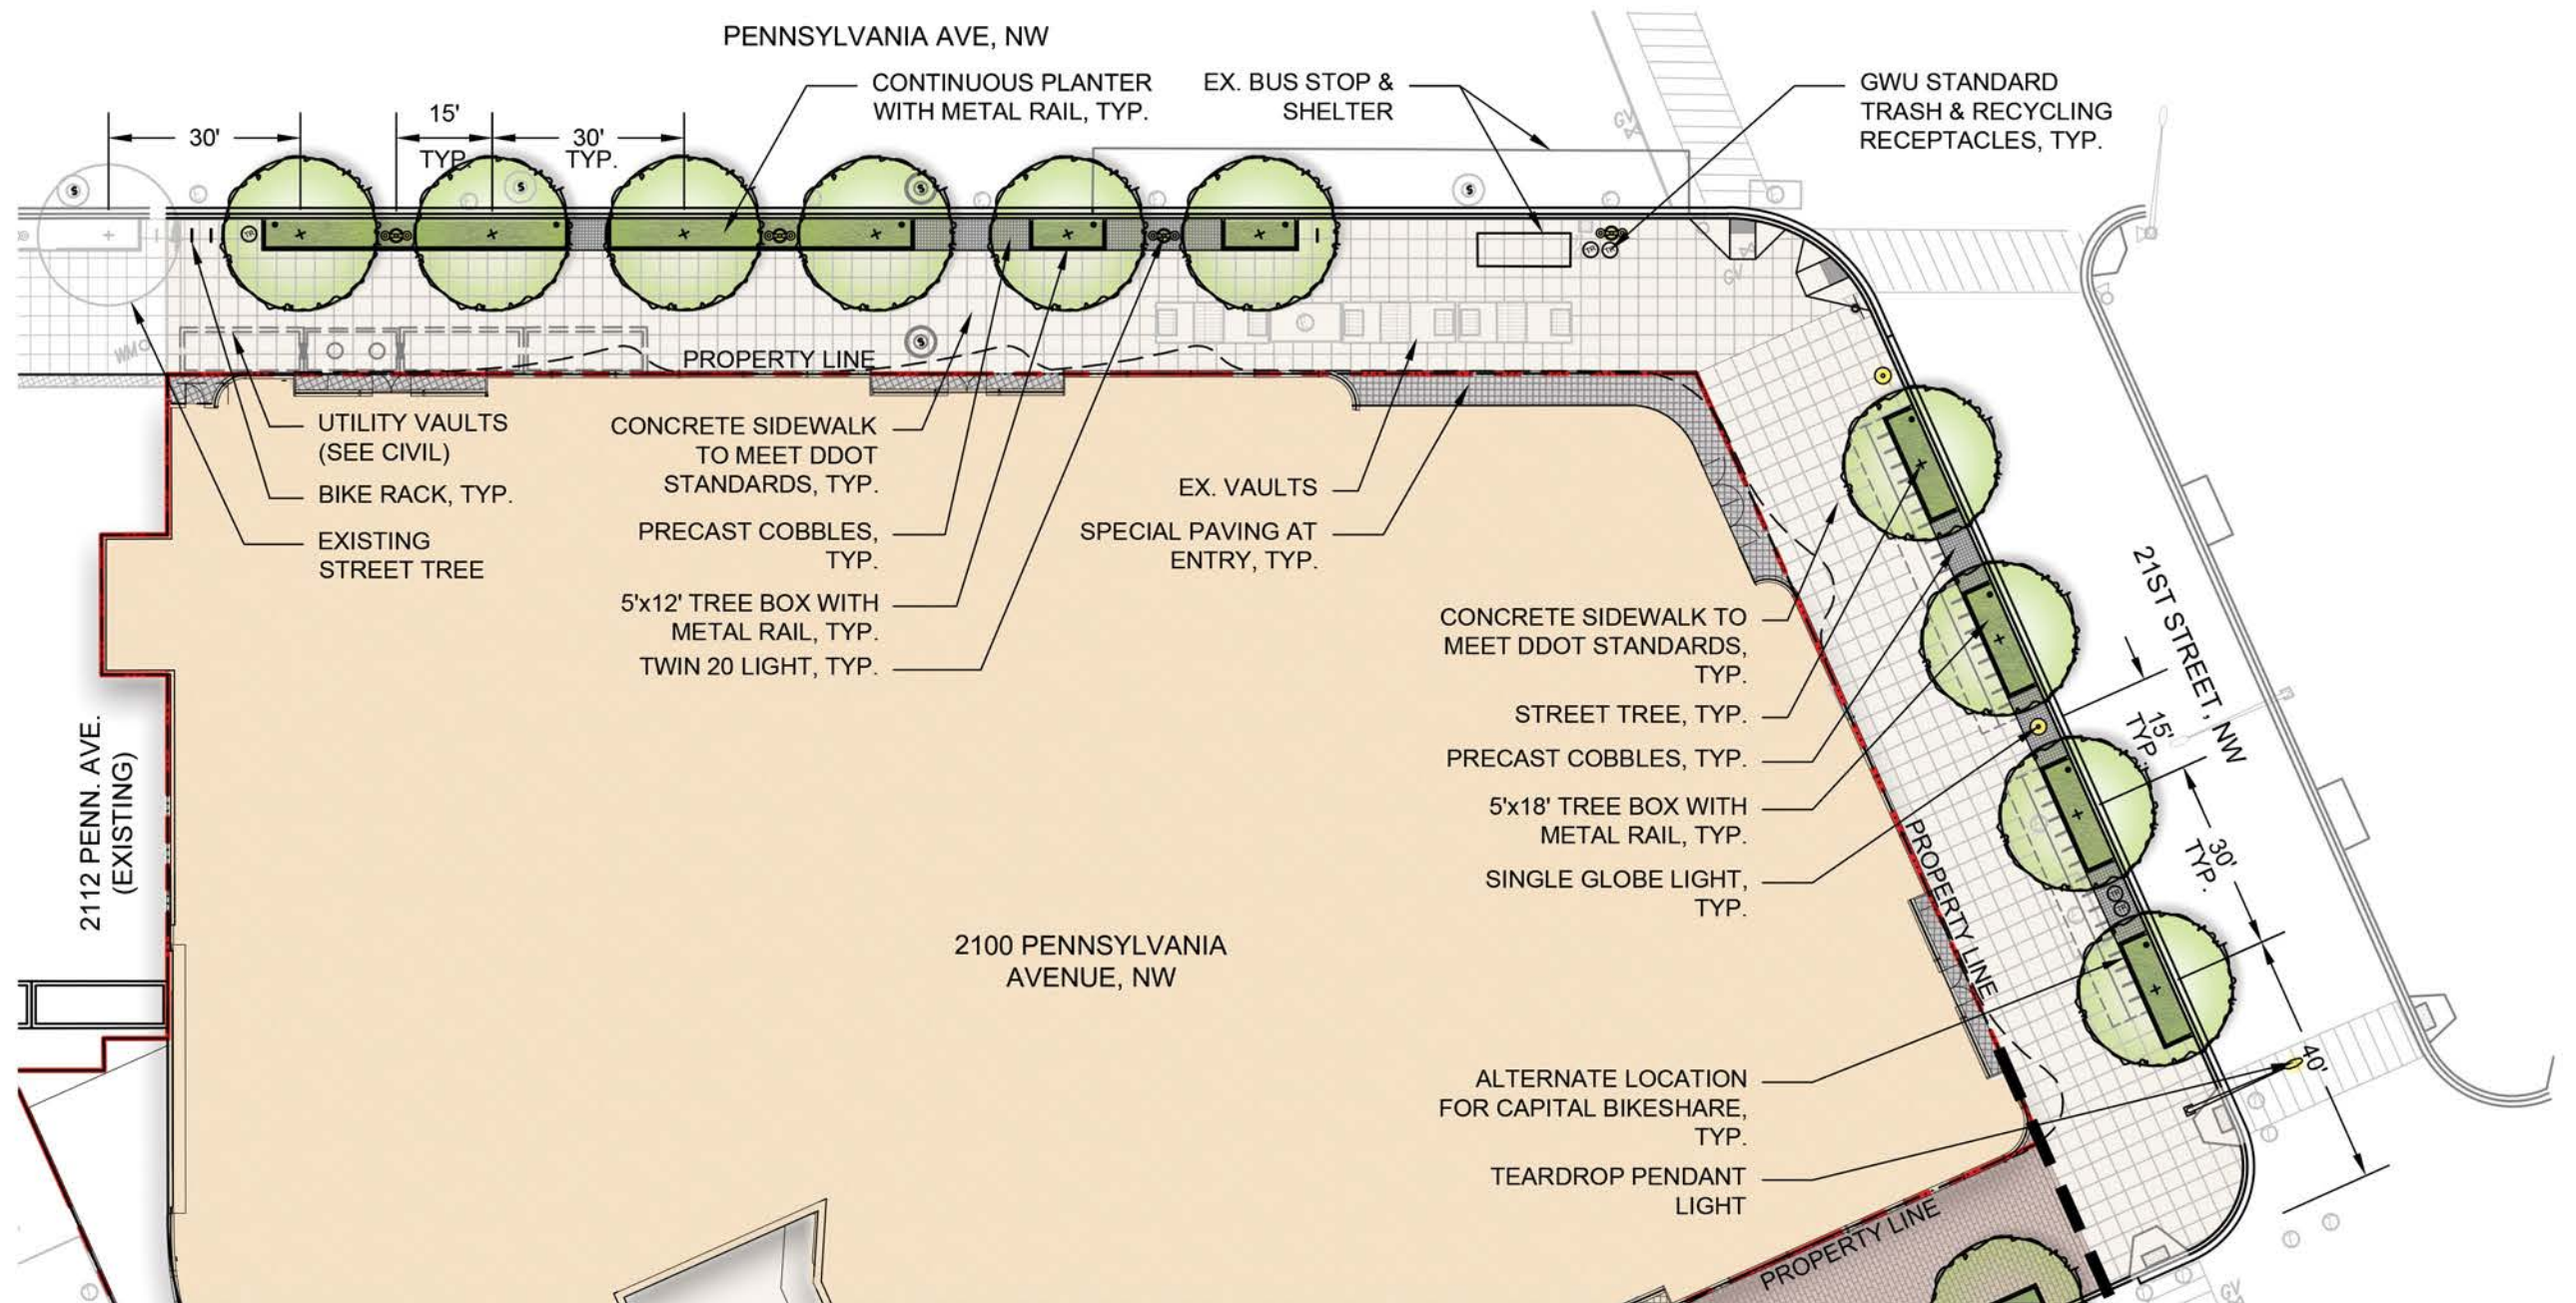 PENNSYLVANIA AVE, NW
CONTINUOUS PLANTER
WITH METAL RAIL, TYP.
EX. BUS STOP &
SHELTER
GWU STANDARD
TRASH & RECYCLING
RECEPTACLES, TYP.
30'
15'
TYP.
30'
TYP.
GV
GV
WMC
PROPERTY LINE
UTILITY VAULTS
(SEE CIVIL)
BIKE RACK, TYP.
EXISTING
STREET TREE
CONCRETE SIDEWALK
TO MEET DDOT
STANDARDS, TYP.
PRECAST COBBLES,
TYP.
5'x12' TREE BOX WITH
METAL RAIL, TYP.
TWIN 20 LIGHT, TYP.
EX. VAULTS
SPECIAL PAVING AT
ENTRY, TYP.
CONCRETE SIDEWALK TO
MEET DDOT STANDARDS,
TYP.
STREET TREE, TYP.
PRECAST COBBLES, TYP.
5'x18' TREE BOX WITH
METAL RAIL, TYP.
SINGLE GLOBE LIGHT,
TYP.
ALTERNATE LOCATION
FOR CAPITAL BIKESHARE,
TYP.
TEARDROP PENDANT
LIGHT
21ST STREET, NW
15'
TYP.
30'
TYP.
40'
PROPERTY LINE
PROPERTY LINE
2112 PENN. AVE.
(EXISTING)
2100 PENNSYLVANIA
AVENUE, NW
GV